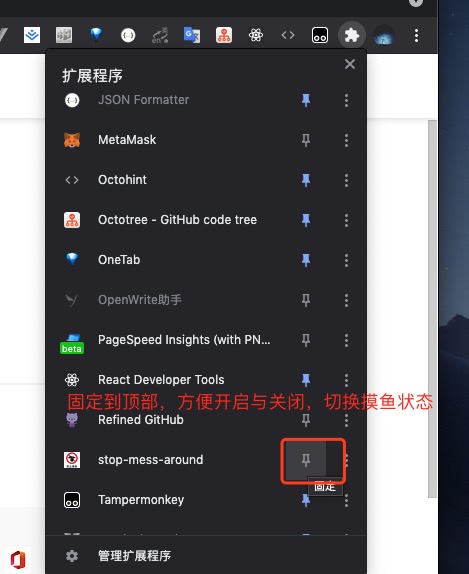 扩展程序
JSON Formatter
MetaMask
Octohint
Octotree - GitHub code tree
OneTab
OpenWrite助手
beta
PageSpeed Insights (with PN...
React Developer Tools
固定到顶部，方便开启与关闭，切换摸鱼状态
Refined GitHub
stop-mess-around
固定
Tampermonkey
管理扩展程序